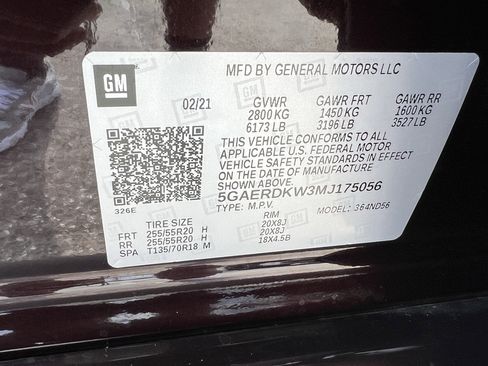 GM
MFD BY GENERAL MOTORS LLC
02/21 GVWR GAWR FRT GAWR RR
2800 KG 1450 KG 1600 KG
6173 LB 3196 LB 3527 LB
THIS VEHICLE CONFORMS TO ALL
APPLICABLE U.S. FEDERAL MOTOR
VEHICLE SAFETY STANDARDS IN EFFECT
ON THE DATE OF MANUFACTURE
SHOWN ABOVE.
5GAERDKW3MJ175056
326E TYPE: M.P.V. MODEL: 364ND56
TIRE SIZE RIM
FRT 255/55R20 H 20X8J
RR 255/55R20 H 20X8J
SPA T135/70R18 M 18X4.5B